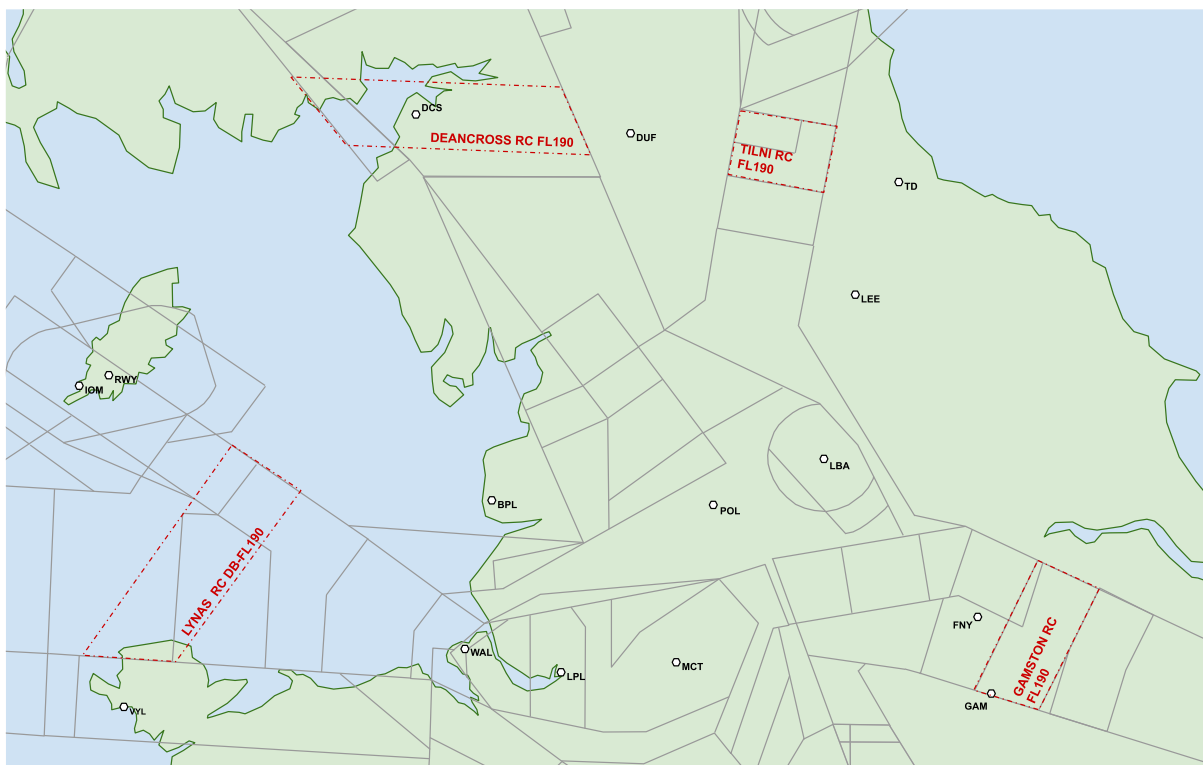 DCS
DEANCROSS RC FL190
DUF
TILNI RC
FL190
TD
LEE
RWY
IOM
LBA
BPL
POL
LYNAS  RC DB-FL190
FNY
WAL
MCT
LPL
GAMSTON RC
FL190
GAM
VYL